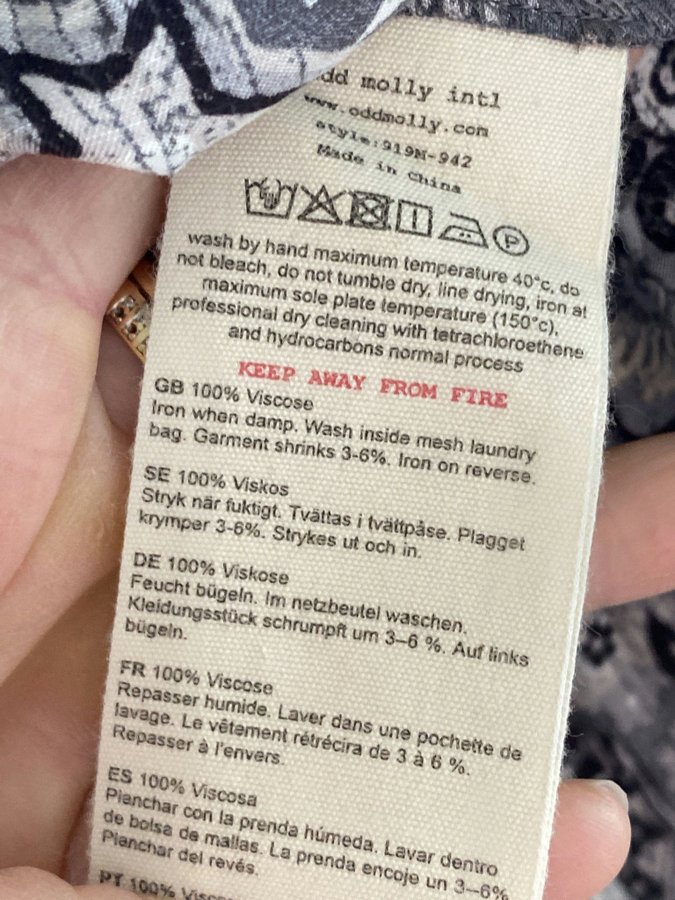 dd molly intl
www.oddmolly.com
style:919M-942
Made in China
P
wash by hand maximum temperature 40°c, do
not bleach, do not tumble dry, line drying, iron at
maximum sole plate temperature (150°c),
professional dry cleaning with tetrachloroethene
and hydrocarbons normal process
KEEP AWAY FROM FIRE
GB 100% Viscose
Iron when damp. Wash inside mesh laundry
bag. Garment shrinks 3-6%. Iron on reverse.
SE 100% Viskos
Stryk när fuktigt. Tvättas i tvättpåse. Plagget
krymper 3-6%. Strykes ut och in.
DE 100% Viskose
Feucht bügeln. Im netzbeutel waschen.
Kleidungsstück schrumpft um 3–6 %. Auf links
bügeln.
FR 100% Viscose
Repasser humide. Laver dans une pochette de
lavage. Le vêtement rétrécira de 3 à 6 %.
Repasser à l'envers.
ES 100% Viscosa
Planchar con la prenda húmeda. Lavar dentro
de bolsa de mallas. La prenda encoje un 3–6%
Planchar del revés.
PT 100% Visco